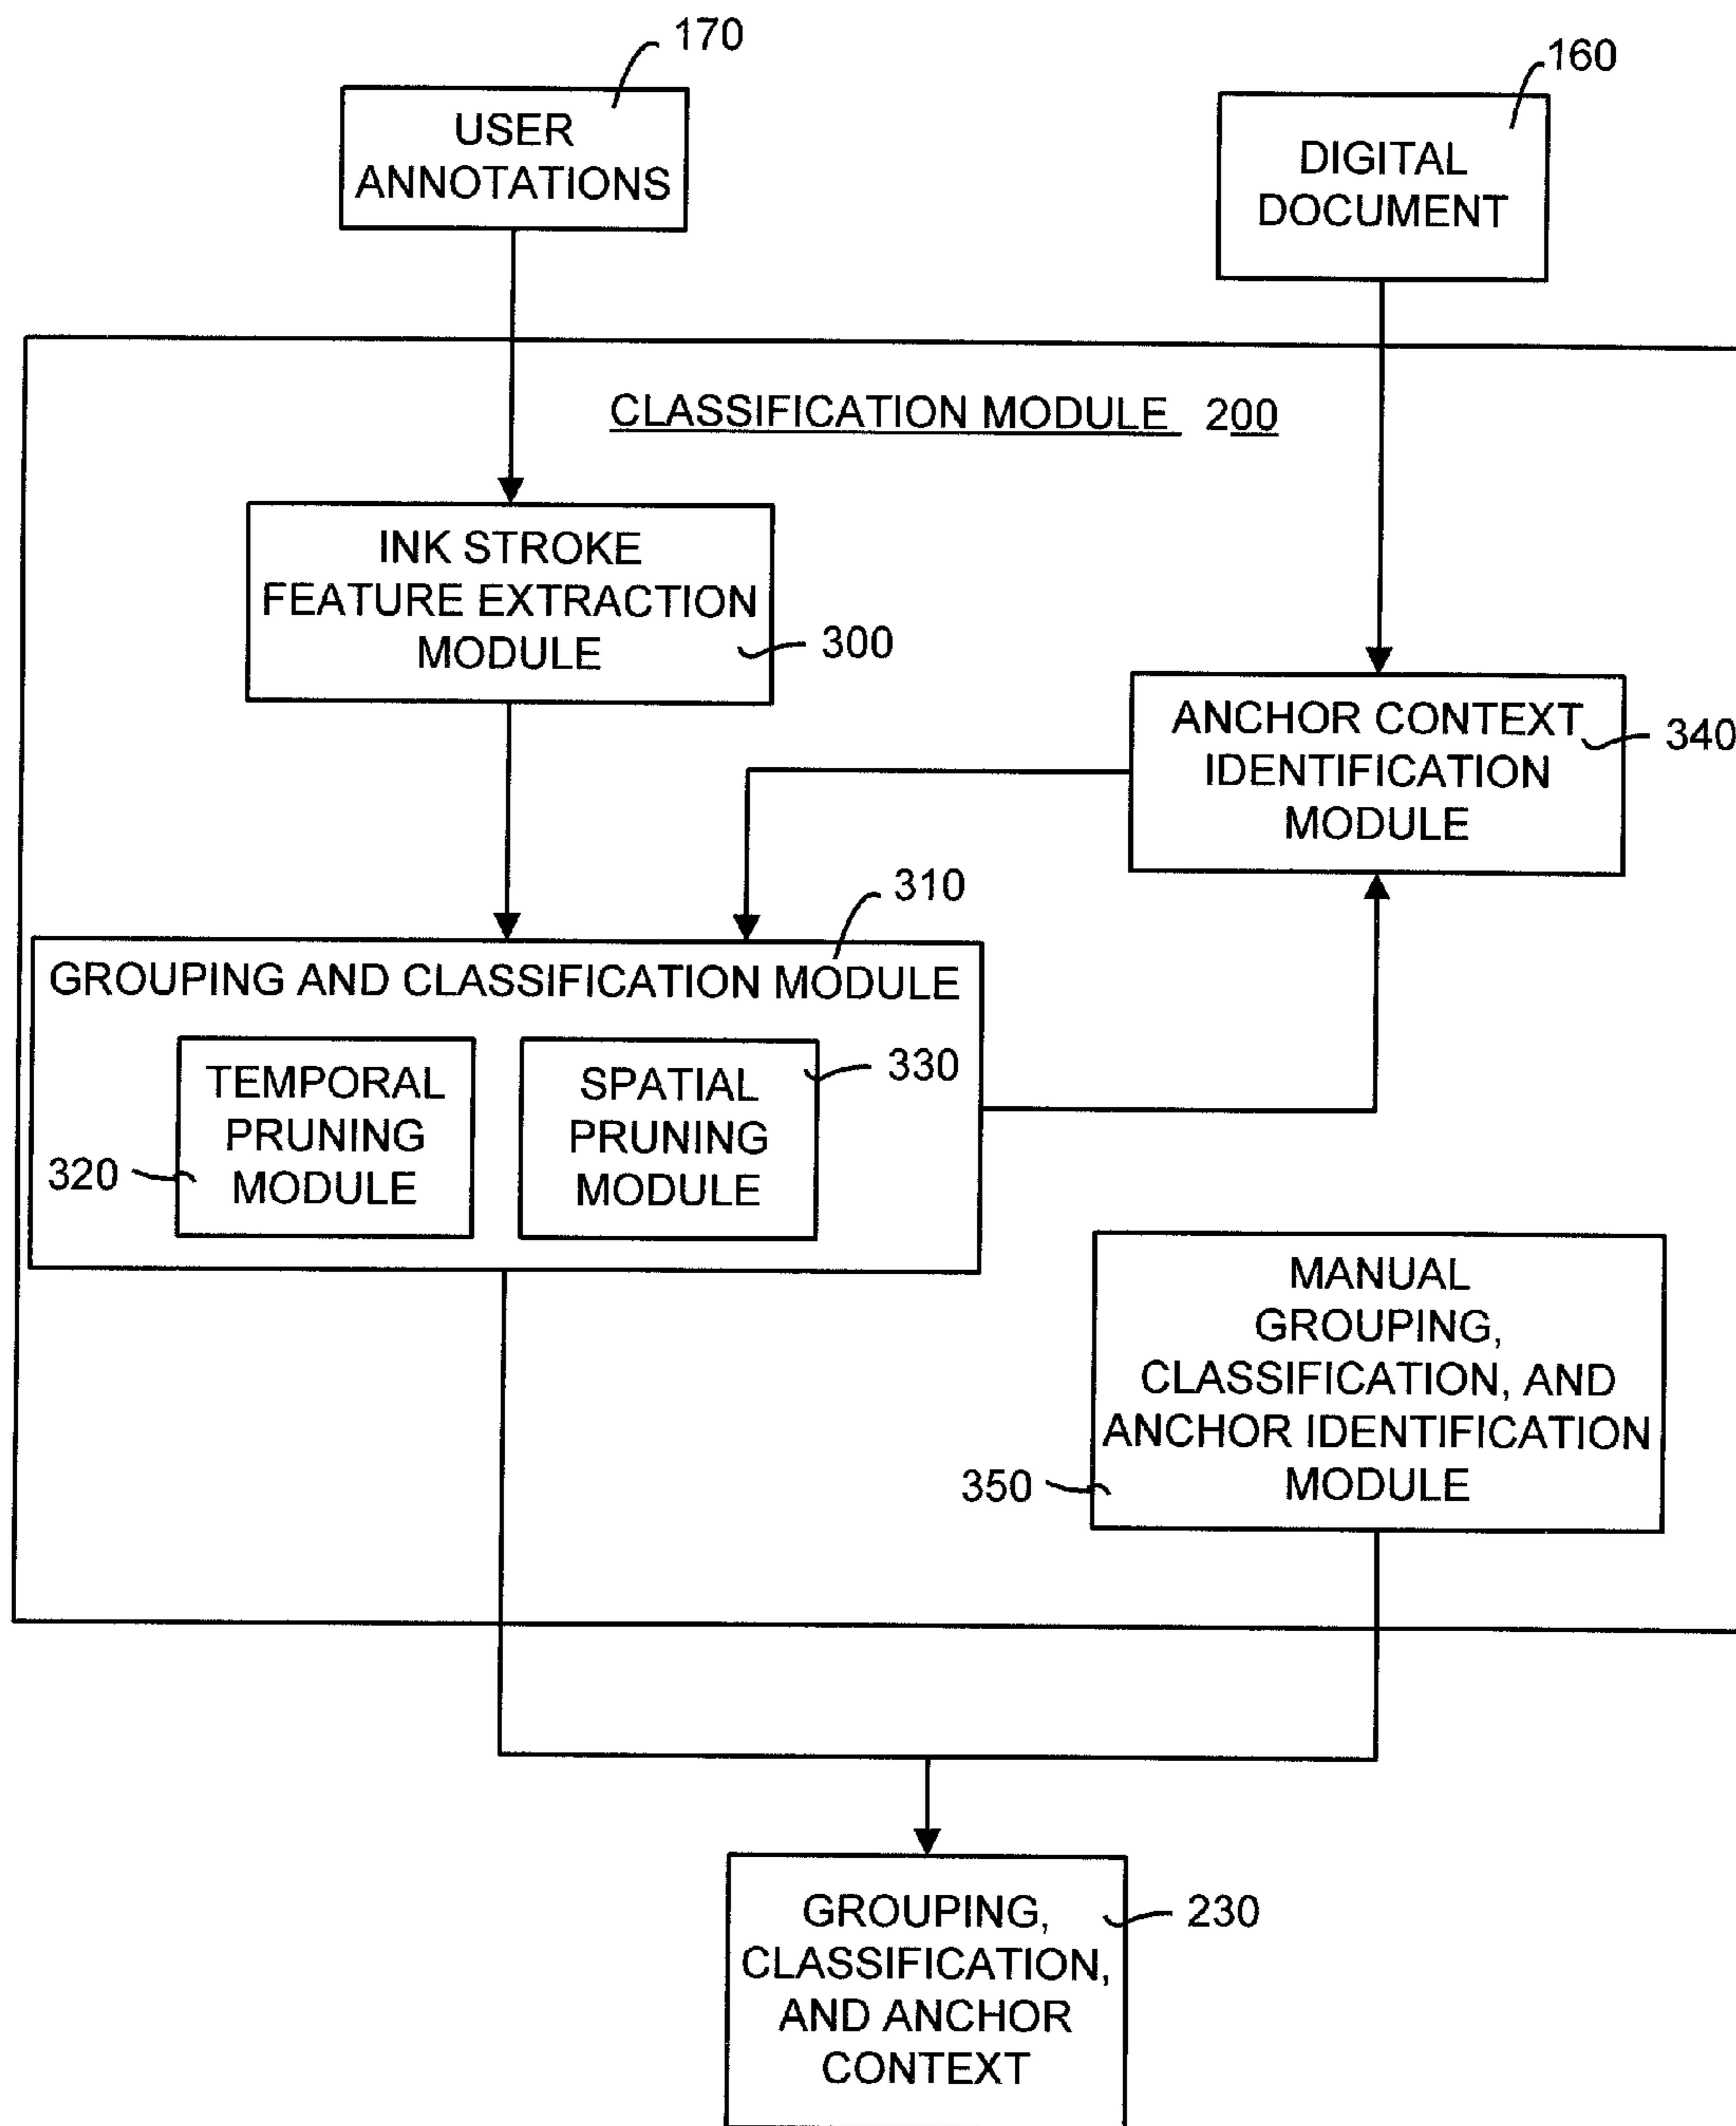 170
USER
ANNOTATIONS
160
DIGITAL
DOCUMENT
CLASSIFICATION MODULE 200
INK STROKE
FEATURE EXTRACTION
MODULE
300
ANCHOR CONTEXT
IDENTIFICATION
MODULE
340
310
GROUPING AND CLASSIFICATION MODULE
TEMPORAL
PRUNING
MODULE
320
SPATIAL
PRUNING
MODULE
330
MANUAL
GROUPING,
CLASSIFICATION, AND
ANCHOR IDENTIFICATION
MODULE
350
GROUPING,
CLASSIFICATION,
AND ANCHOR
CONTEXT
230